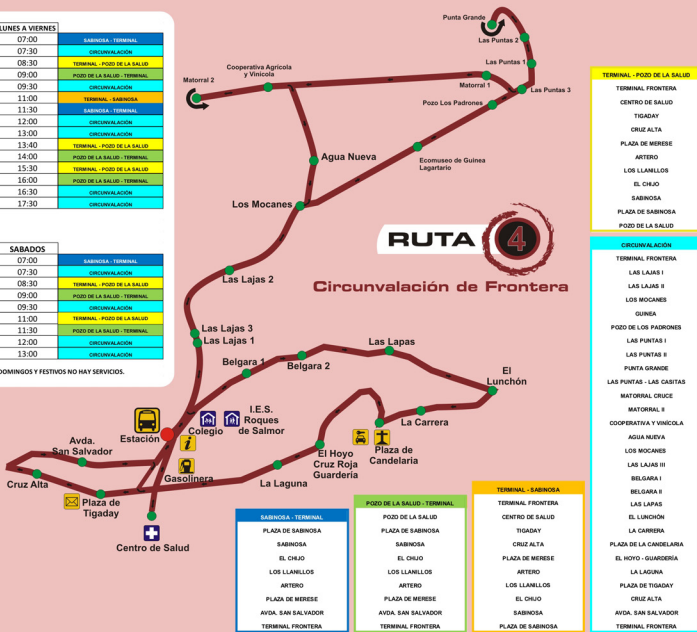 LUNES A VIERNES
07:00 SABINOSA - TERMINAL
07:30 CIRCUNVALACIÓN
08:30 TERMINAL - POZO DE LA SALUD
09:00 POZO DE LA SALUD - TERMINAL
09:30 CIRCUNVALACIÓN
11:00 TERMINAL - SABINOSA
11:30 SABINOSA - TERMINAL
12:00 CIRCUNVALACIÓN
13:00 CIRCUNVALACIÓN
13:40 TERMINAL - POZO DE LA SALUD
14:00 POZO DE LA SALUD - TERMINAL
15:30 TERMINAL - POZO DE LA SALUD
16:00 POZO DE LA SALUD - TERMINAL
16:30 CIRCUNVALACIÓN
17:30 CIRCUNVALACIÓN
SABADOS
07:00 SABINOSA - TERMINAL
07:30 CIRCUNVALACIÓN
08:30 TERMINAL - POZO DE LA SALUD
09:00 POZO DE LA SALUD - TERMINAL
09:30 CIRCUNVALACIÓN
11:00 TERMINAL - POZO DE LA SALUD
11:30 POZO DE LA SALUD - TERMINAL
12:00 CIRCUNVALACIÓN
13:00 CIRCUNVALACIÓN
DOMINGOS Y FESTIVOS NO HAY SERVICIOS.
Punta Grande
Las Puntas 2
Las Puntas 1
Las Puntas 3
Matorral 1
Pozo Los Padrones
Cooperativa Agrícola
y Vinícola
Matorral 2
Agua Nueva
Ecomuseo de Guinea
Lagartario
Los Mocanes
RUTA 4
Circunvalación de Frontera
Las Lajas 2
Las Lajas 3
Las Lajas 1
Belgara 1
Belgara 2
Las Lapas
El
Lunchón
La Carrera
Plaza de
Candelaria
El Hoyo
Cruz Roja
Guardería
La Laguna
I.E.S.
Roques
de Salmor
Colegio
Estación
Gasolinera
Avda.
San Salvador
Cruz Alta
Plaza de
Tigaday
Centro de Salud
SABINOSA - TERMINAL
PLAZA DE SABINOSA
SABINOSA
EL CHIJO
LOS LLANILLOS
ARTERO
PLAZA DE MERESE
AVDA. SAN SALVADOR
TERMINAL FRONTERA
POZO DE LA SALUD - TERMINAL
POZO DE LA SALUD
PLAZA DE SABINOSA
SABINOSA
EL CHIJO
LOS LLANILLOS
ARTERO
PLAZA DE MERESE
AVDA. SAN SALVADOR
TERMINAL FRONTERA
TERMINAL - SABINOSA
TERMINAL FRONTERA
CENTRO DE SALUD
TIGADAY
CRUZ ALTA
PLAZA DE MERESE
ARTERO
LOS LLANILLOS
EL CHIJO
SABINOSA
PLAZA DE SABINOSA
TERMINAL - POZO DE LA SALUD
TERMINAL FRONTERA
CENTRO DE SALUD
TIGADAY
CRUZ ALTA
PLAZA DE MERESE
ARTERO
LOS LLANILLOS
EL CHIJO
SABINOSA
PLAZA DE SABINOSA
POZO DE LA SALUD
CIRCUNVALACIÓN
TERMINAL FRONTERA
LAS LAJAS I
LAS LAJAS II
LOS MOCANES
GUINEA
POZO DE LOS PADRONES
LAS PUNTAS I
LAS PUNTAS II
PUNTA GRANDE
LAS PUNTAS - LAS CASITAS
MATORRAL CRUCE
MATORRAL II
COOPERATIVA Y VINÍCOLA
AGUA NUEVA
LOS MOCANES
LAS LAJAS III
BELGARA I
BELGARA II
LAS LAPAS
EL LUNCHÓN
LA CARRERA
PLAZA DE LA CANDELARIA
EL HOYO - GUARDERÍA
LA LAGUNA
PLAZA DE TIGADAY
CRUZ ALTA
AVDA. SAN SALVADOR
TERMINAL FRONTERA